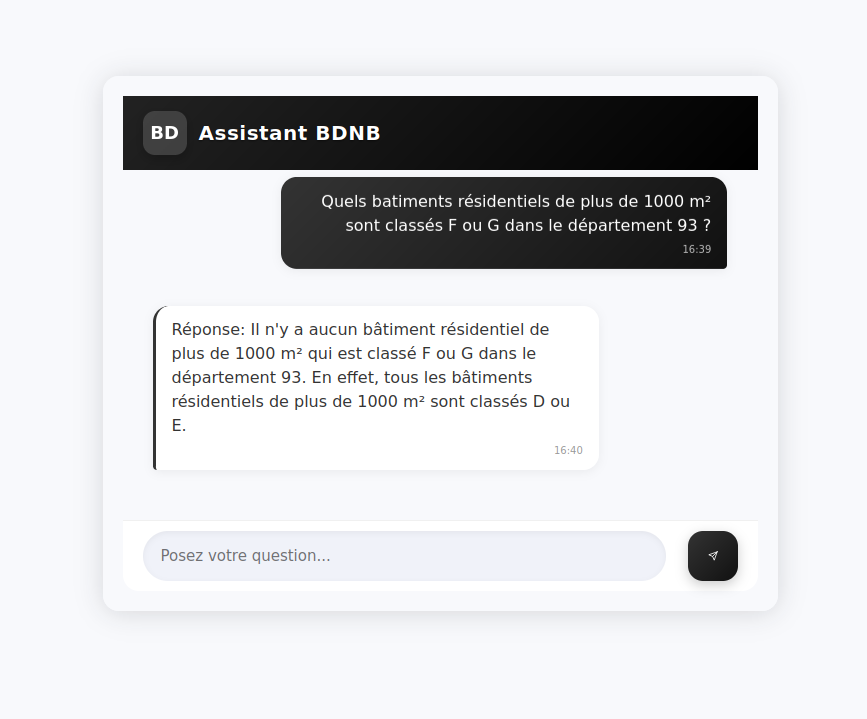 BD
Assistant BDNB
Quels batiments résidentiels de plus de 1000 m²
sont classés F ou G dans le département 93 ?
16:39
Réponse: Il n'y a aucun bâtiment résidentiel de
plus de 1000 m² qui est classé F ou G dans le
département 93. En effet, tous les bâtiments
résidentiels de plus de 1000 m² sont classés D ou
E.
16:40
Posez votre question...